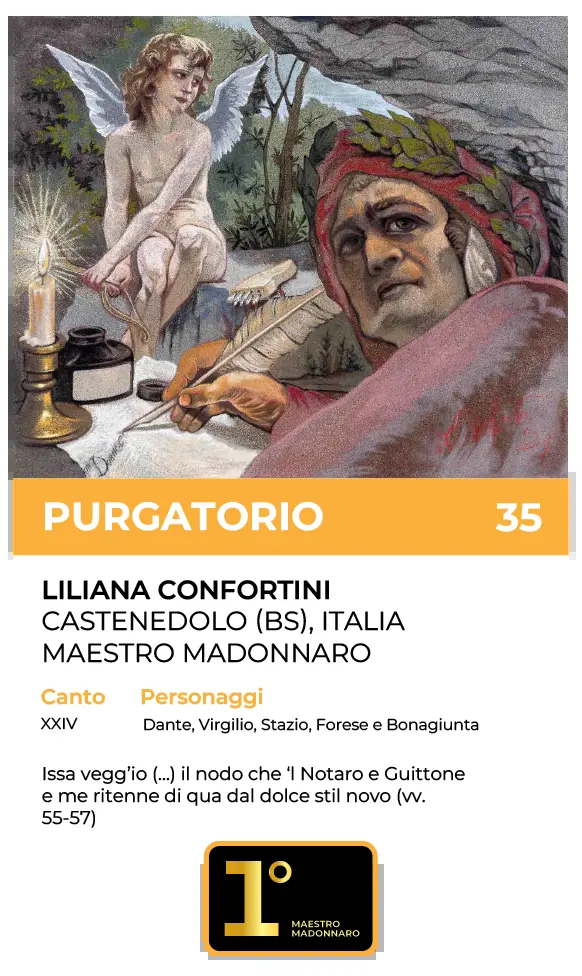 PURGATORIO 35
LILIANA CONFORTINI
CASTENEDOLO (BS), ITALIA
MAESTRO MADONNARO
Canto Personaggi
XXIV Dante, Virgilio, Stazio, Forese e Bonagiunta
Issa vegg’io (...) il nodo che ‘l Notaro e Guittone
e me ritenne di qua dal dolce stil novo (vv.
55-57)
1°
MAESTRO
MADONNARO